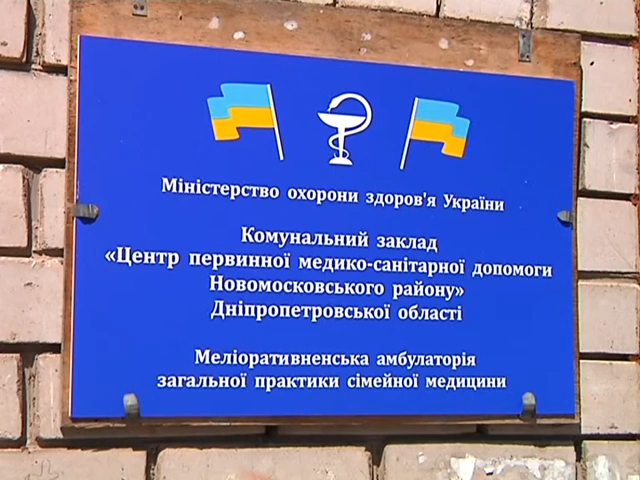 Міністерство охорони здоров'я України
Комунальний заклад
«Центр первинної медико-санітарної допомоги
Новомосковського району»
Дніпропетровської області
Меліоративненська амбулаторія
загальної практики сімейної медицини